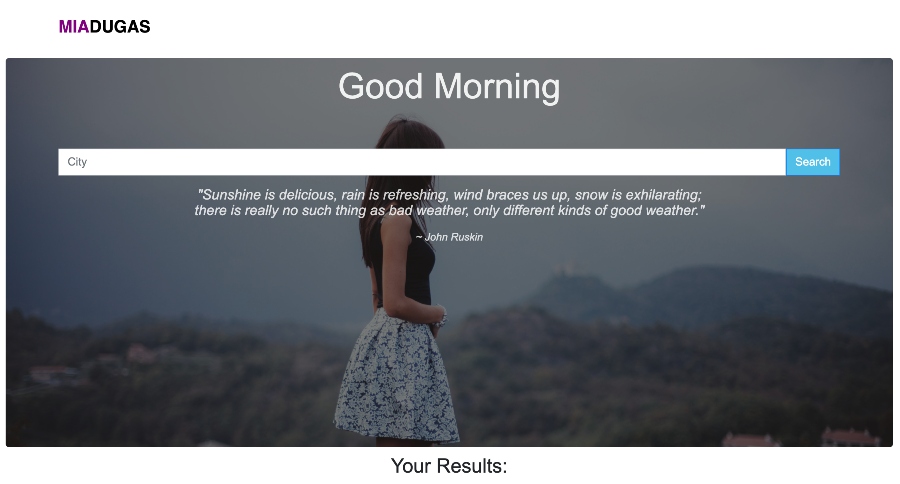 MIADUGAS
Good Morning
City
Search
"Sunshine is delicious, rain is refreshing, wind braces us up, snow is exhilarating;
there is really no such thing as bad weather, only different kinds of good weather."
~ John Ruskin
Your Results: